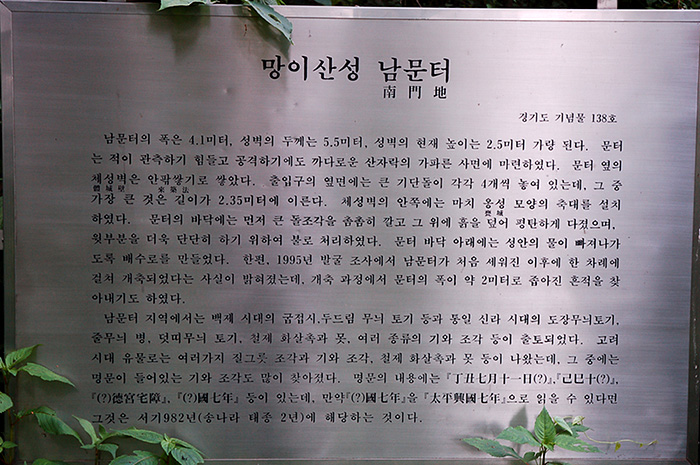 망이산성 남문터
南門地
경기도 기념물 138호
남문터의 폭은 4.1미터, 성벽의 두께는 5.5미터, 성벽의 현재 높이는 2.5미터 가량 된다. 문터
는 적이 관측하기 힘들고 공격하기에도 까다로운 산자락의 가파른 사면에 마련하였다. 문터 옆의
체성벽은 안팎쌓기로 쌓았다. 출입구의 옆면에는 큰 기단돌이 각각 4개씩 놓여 있는데, 그 중
體城壁 夾築法
가장 큰 것은 길이가 2.35미터에 이른다. 체성벽의 안쪽에는 마치 옹성 모양의 축대를 설치
甕城
하였다. 문터의 바닥에는 먼저 큰 돌조각을 촘촘히 깔고 그 위에 흙을 덮어 평탄하게 다졌으며,
윗부분을 더욱 단단히 하기 위하여 불로 처리하였다. 문터 바닥 아래에는 성안의 물이 빠져나가
도록 배수로를 만들었다. 한편, 1995년 발굴 조사에서 남문터가 처음 세워진 이후에 한 차례에
걸쳐 개축되었다는 사실이 밝혀졌는데, 개축 과정에서 문터의 폭이 약 2미터로 좁아진 흔적을 찾
아내기도 하였다.
남문터 지역에서는 백제 시대의 굽접시, 두드림 무늬 토기 등과 통일 신라 시대의 도장무늬토기,
줄무늬 병, 덧띠무늬 토기, 철제 화살촉과 못, 여러 종류의 기와 조각 등이 출토되었다. 고려
시대 유물로는 여러가지 질그릇 조각과 기와 조각, 철제 화살촉과 못 등이 나왔는데, 그 중에는
명문이 들어있는 기와 조각도 많이 찾아졌다. 명문의 내용에는 『丁丑七月十一日(?)』, 『己巳十(?)』,
『(?)德宮宅障』, 『(?)國七年』 등이 있는데, 만약 『(?)國七年』을 『太平興國七年』으로 읽을 수 있다면
그것은 서기982년(송나라 태종 2년)에 해당하는 것이다.